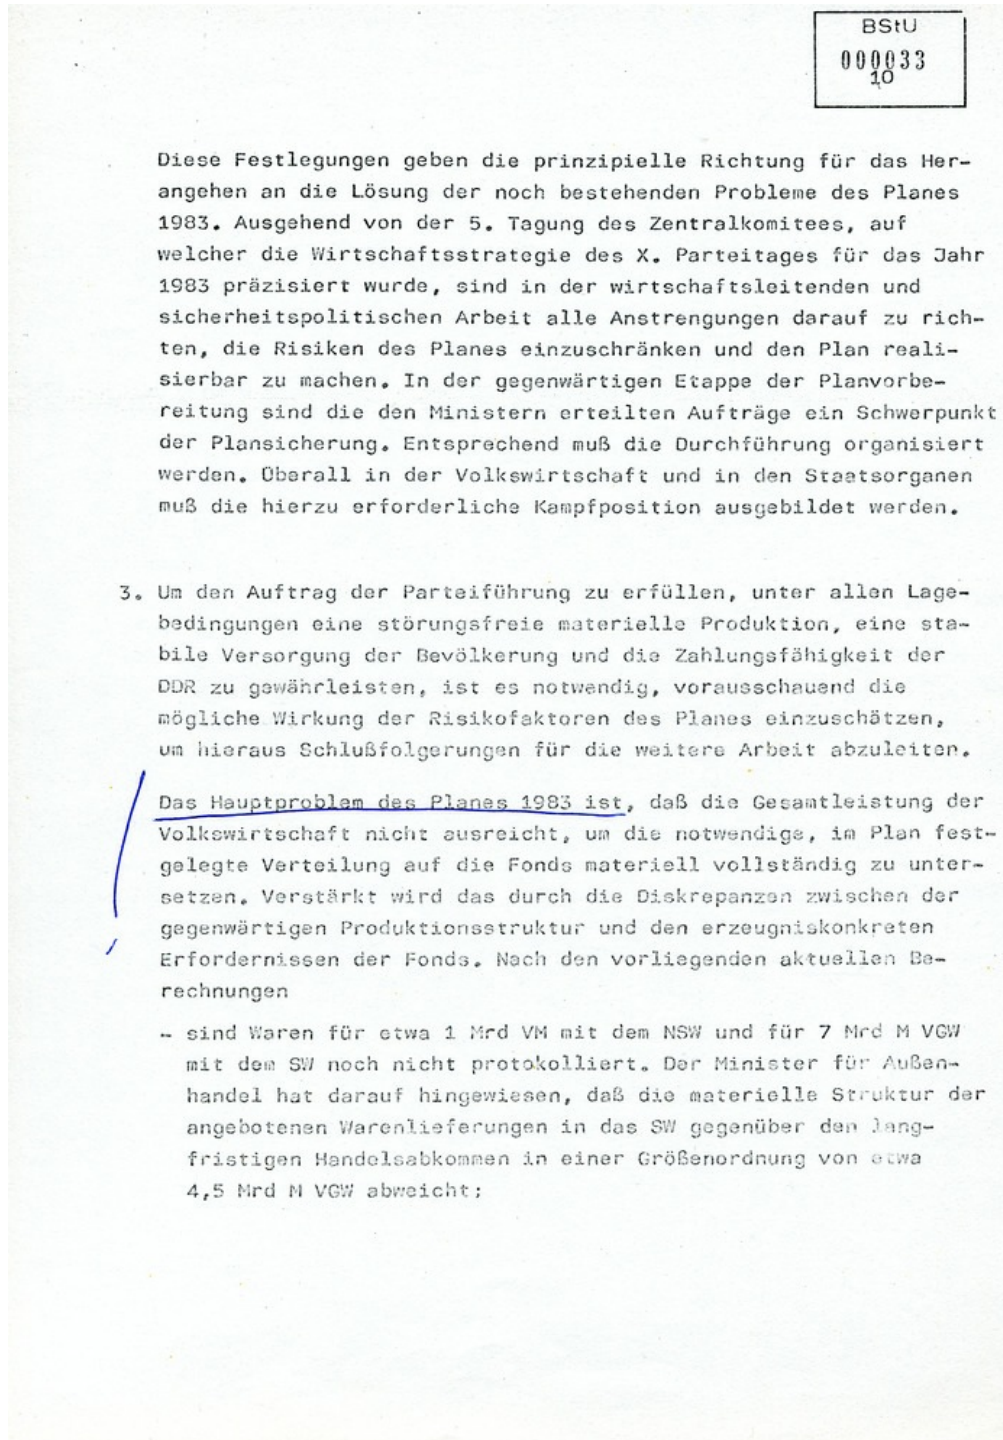 BStU
000033
10
Diese Festlegungen geben die prinzipielle Richtung für das Her-
angehen an die Lösung der noch bestehenden Probleme des Planes
1983. Ausgehend von der 5. Tagung des Zentralkomitees, auf
welcher die Wirtschaftsstrategie des X. Parteitages für das Jahr
1983 präzisiert wurde, sind in der wirtschaftsleitenden und
sicherheitspolitischen Arbeit alle Anstrengungen darauf zu rich-
ten, die Risiken des Planes einzuschränken und den Plan reali-
sierbar zu machen. In der gegenwärtigen Etappe der Planvorbe-
reitung sind die den Ministern erteilten Aufträge ein Schwerpunkt
der Plansicherung. Entsprechend muß die Durchführung organisiert
werden. Überall in der Volkswirtschaft und in den Staatsorganen
muß die hierzu erforderliche Kampfposition ausgebildet werden.
3. Um den Auftrag der Parteiführung zu erfüllen, unter allen Lage-
bedingungen eine störungsfreie materielle Produktion, eine sta-
bile Versorgung der Bevölkerung und die Zahlungsfähigkeit der
DDR zu gewährleisten, ist es notwendig, vorausschauend die
mögliche Wirkung der Risikofaktoren des Planes einzuschätzen,
um hieraus Schlußfolgerungen für die weitere Arbeit abzuleiten.
Das Hauptproblem des Planes 1983 ist, daß die Gesamtleistung der
Volkswirtschaft nicht ausreicht, um die notwendige, im Plan fest-
gelegte Verteilung auf die Fonds materiell vollständig zu unter-
setzen. Verstärkt wird das durch die Diskrepanzen zwischen der
gegenwärtigen Produktionsstruktur und den erzeugniskonkreten
Erfordernissen der Fonds. Nach den vorliegenden aktuellen Be-
rechnungen
- sind Waren für etwa 1 Mrd VM mit dem NSW und für 7 Mrd M VGW
mit dem SW noch nicht protokolliert. Der Minister für Außen-
handel hat darauf hingewiesen, daß die materielle Struktur der
angebotenen Warenlieferungen in das SW gegenüber den lang-
fristigen Handelsabkommen in einer Größenordnung von etwa
4,5 Mrd M VGW abweicht;